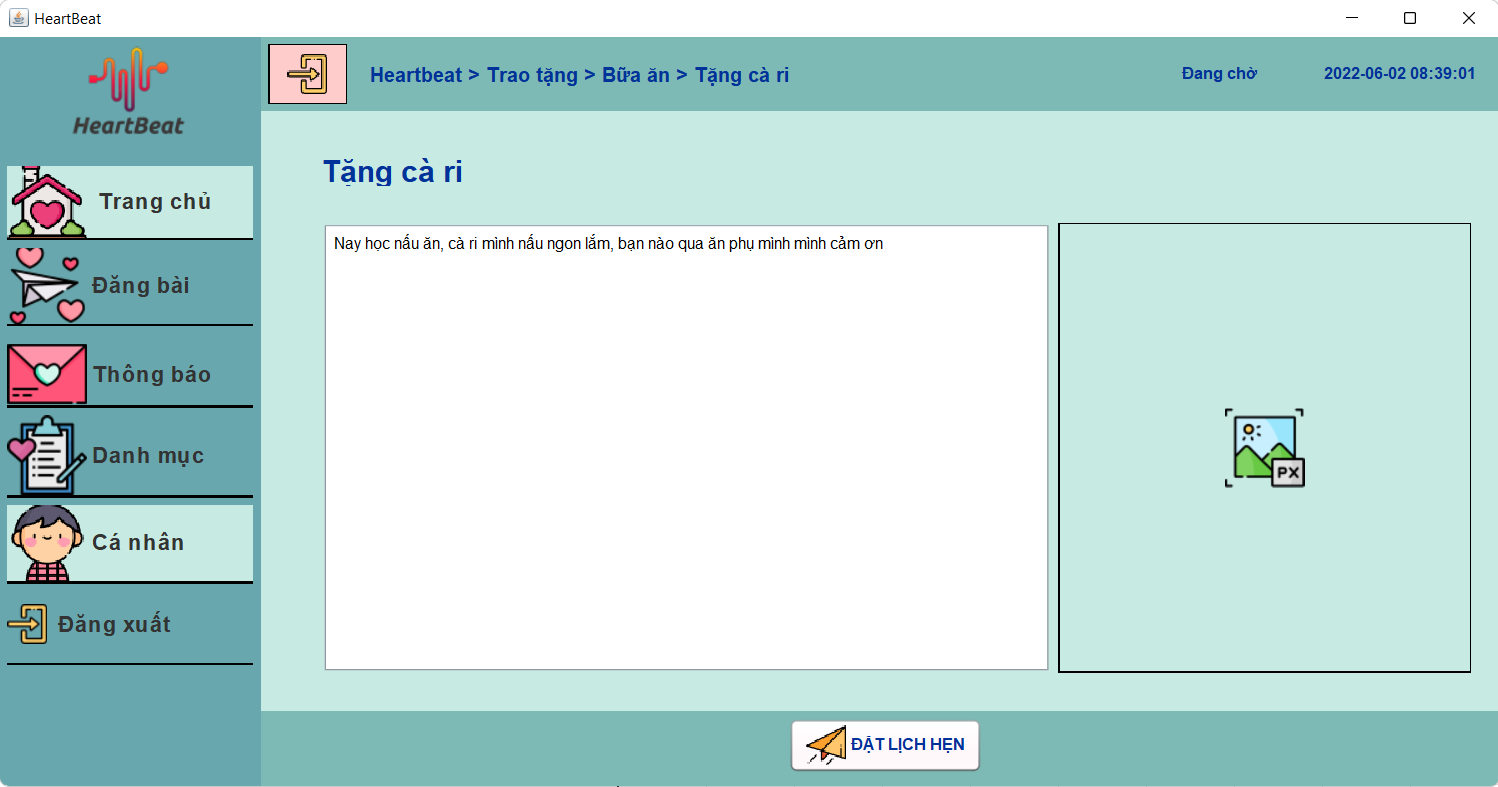 HeartBeat
HeartBeat
Trang chủ
Đăng bài
Thông báo
Danh mục
Cá nhân
Đăng xuất
Heartbeat > Trao tặng > Bữa ăn > Tặng cà ri
Đang chờ
2022-06-02 08:39:01
Tặng cà ri
Nay học nấu ăn, cà ri mình nấu ngon lắm, bạn nào qua ăn phụ mình mình cảm ơn
PX
ĐẶT LỊCH HẸN